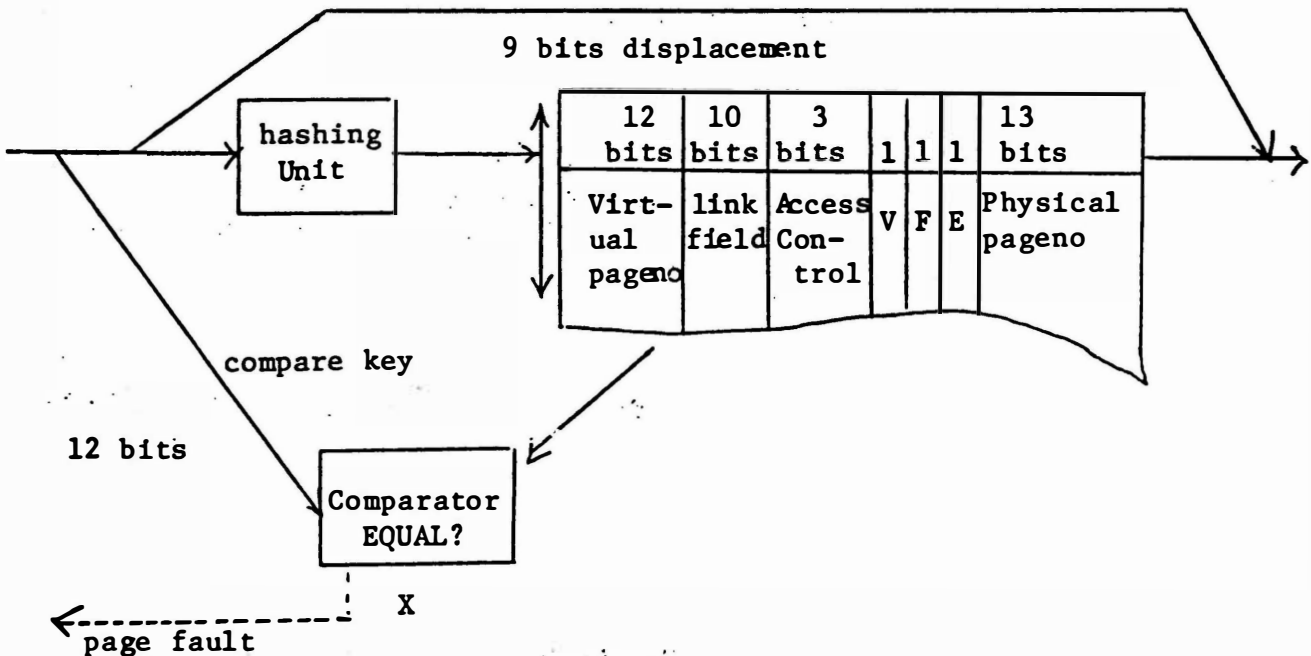 9 bits displacement
hashing
Unit
12 bits
10 bits
3 bits
1
1
1
13 bits
Virt-
ual
pageno
link
field
Access
Con-
trol
V
F
E
Physical
pageno
compare key
12 bits
Comparator
EQUAL?
X
page fault